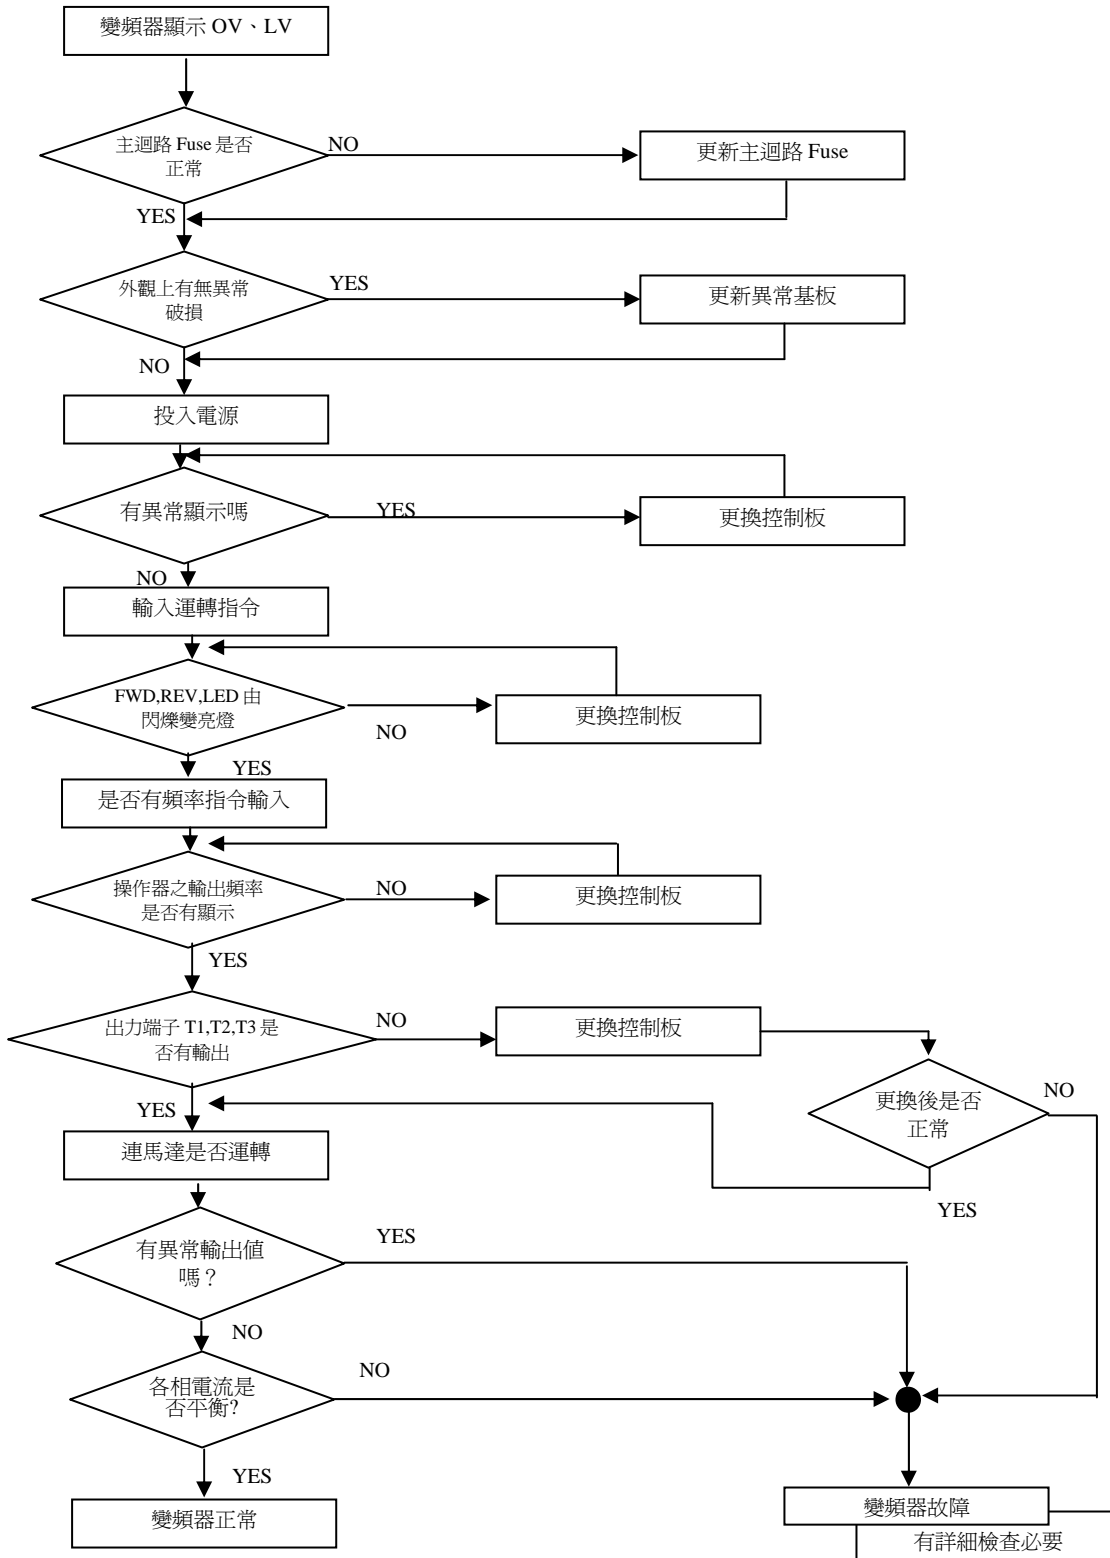 變頻器顯示 OV、LV
主迴路 Fuse 是否
正常
NO
更新主迴路 Fuse
YES
外觀上有無異常
破損
YES
更新異常基板
NO
投入電源
有異常顯示嗎
YES
更換控制板
NO
輸入運轉指令
FWD,REV,LED 由
閃爍變亮燈
NO
更換控制板
YES
是否有頻率指令輸入
操作器之輸出頻率
是否有顯示
NO
更換控制板
YES
出力端子 T1,T2,T3 是
否有輸出
NO
更換控制板
更換後是否
正常
NO
YES
YES
連馬達是否運轉
有異常輸出值
嗎？
YES
NO
各相電流是
否平衡?
NO
YES
變頻器正常
變頻器故障
有詳細檢查必要